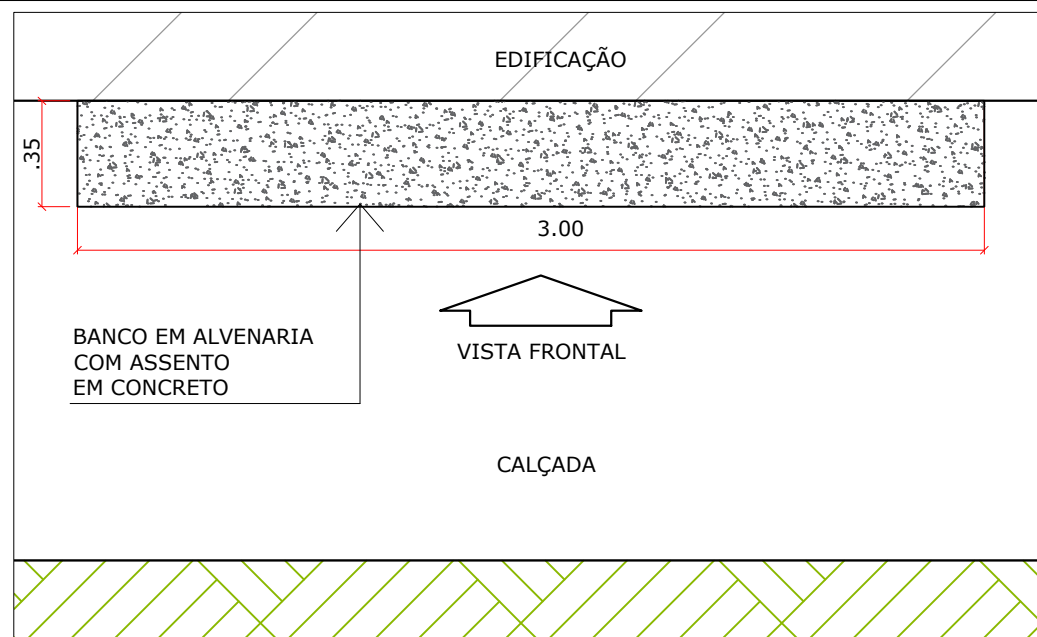 EDIFICAÇÃO
.35
3.00
BANCO EM ALVENARIA
COM ASSENTO
EM CONCRETO
VISTA FRONTAL
CALÇADA